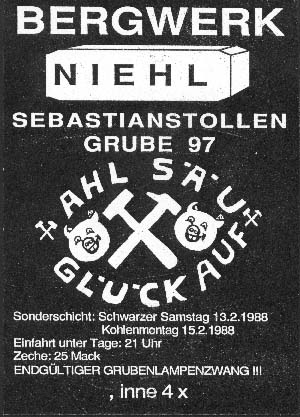 BERGWERK
NIEHL
SEBASTIANSTOLLEN
GRUBE 97
AHL SÄU
GLÜCK AUF
Sonderschicht: Schwarzer Samstag 13.2.1988
Kohlenmontag 15.2.1988
Einfahrt unter Tage: 21 Uhr
Zeche: 25 Mack
ENDGÜLTIGER GRUBENLAMPENZWANG !!!
, inne 4 x